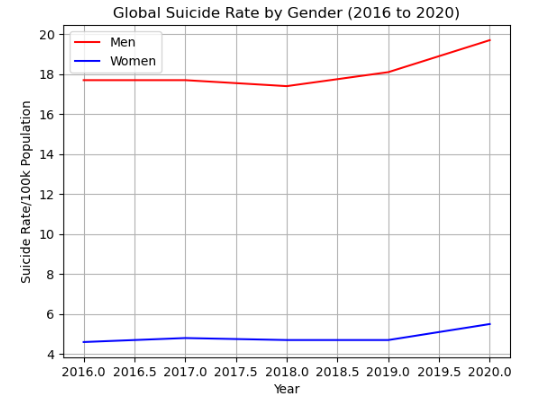 Global Suicide Rate by Gender (2016 to 2020)
Men
Women
Suicide Rate/100k Population
20
18
16
14
12
10
8
6
4
2016.0 2016.5 2017.0 2017.5 2018.0 2018.5 2019.0 2019.5 2020.0
Year